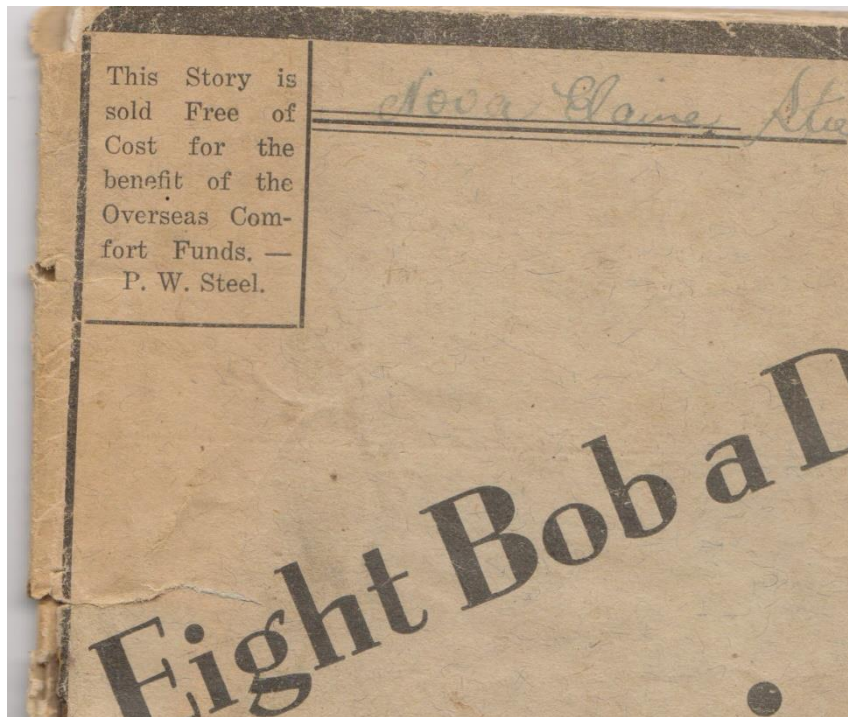 This Story is
sold Free of
Cost for the
benefit of the
Overseas Com-
fort Funds. —
P. W. Steel.
Nova Elaine
Eight Bob a D